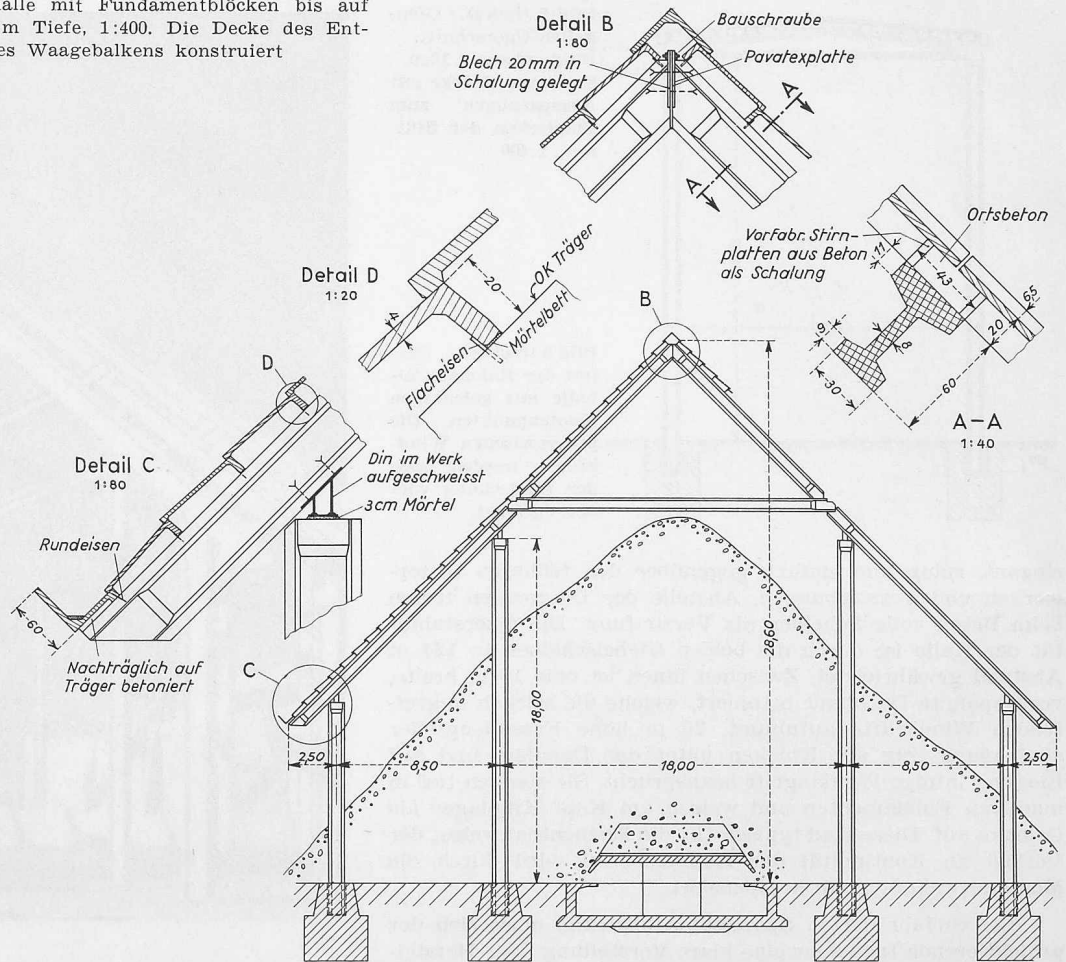 alle mit Fundamentblöcken bis auf
m Tiefe, 1:400. Die Decke des Ent-
es Waagebalkens konstruiert
Detail B
1:80
Bauschraube
Blech 20mm in
Schalung gelegt
Pavatexplatte
A
A
Ortsbeton
Vorfabr. Stirn-
platten aus Beton
als Schalung
11
43
65
20
9
8
30
60
A-A
1:40
Detail D
1:20
20
OK Träger
4
Mörtelbett
Flacheisen
B
D
Detail C
1:80
Din im Werk
aufgeschweisst
3cm Mörtel
Rundeisen
60
Nachträglich auf
Träger betoniert
C
28,60
18,00
2,50
8,50
18,00
8,50
2,50